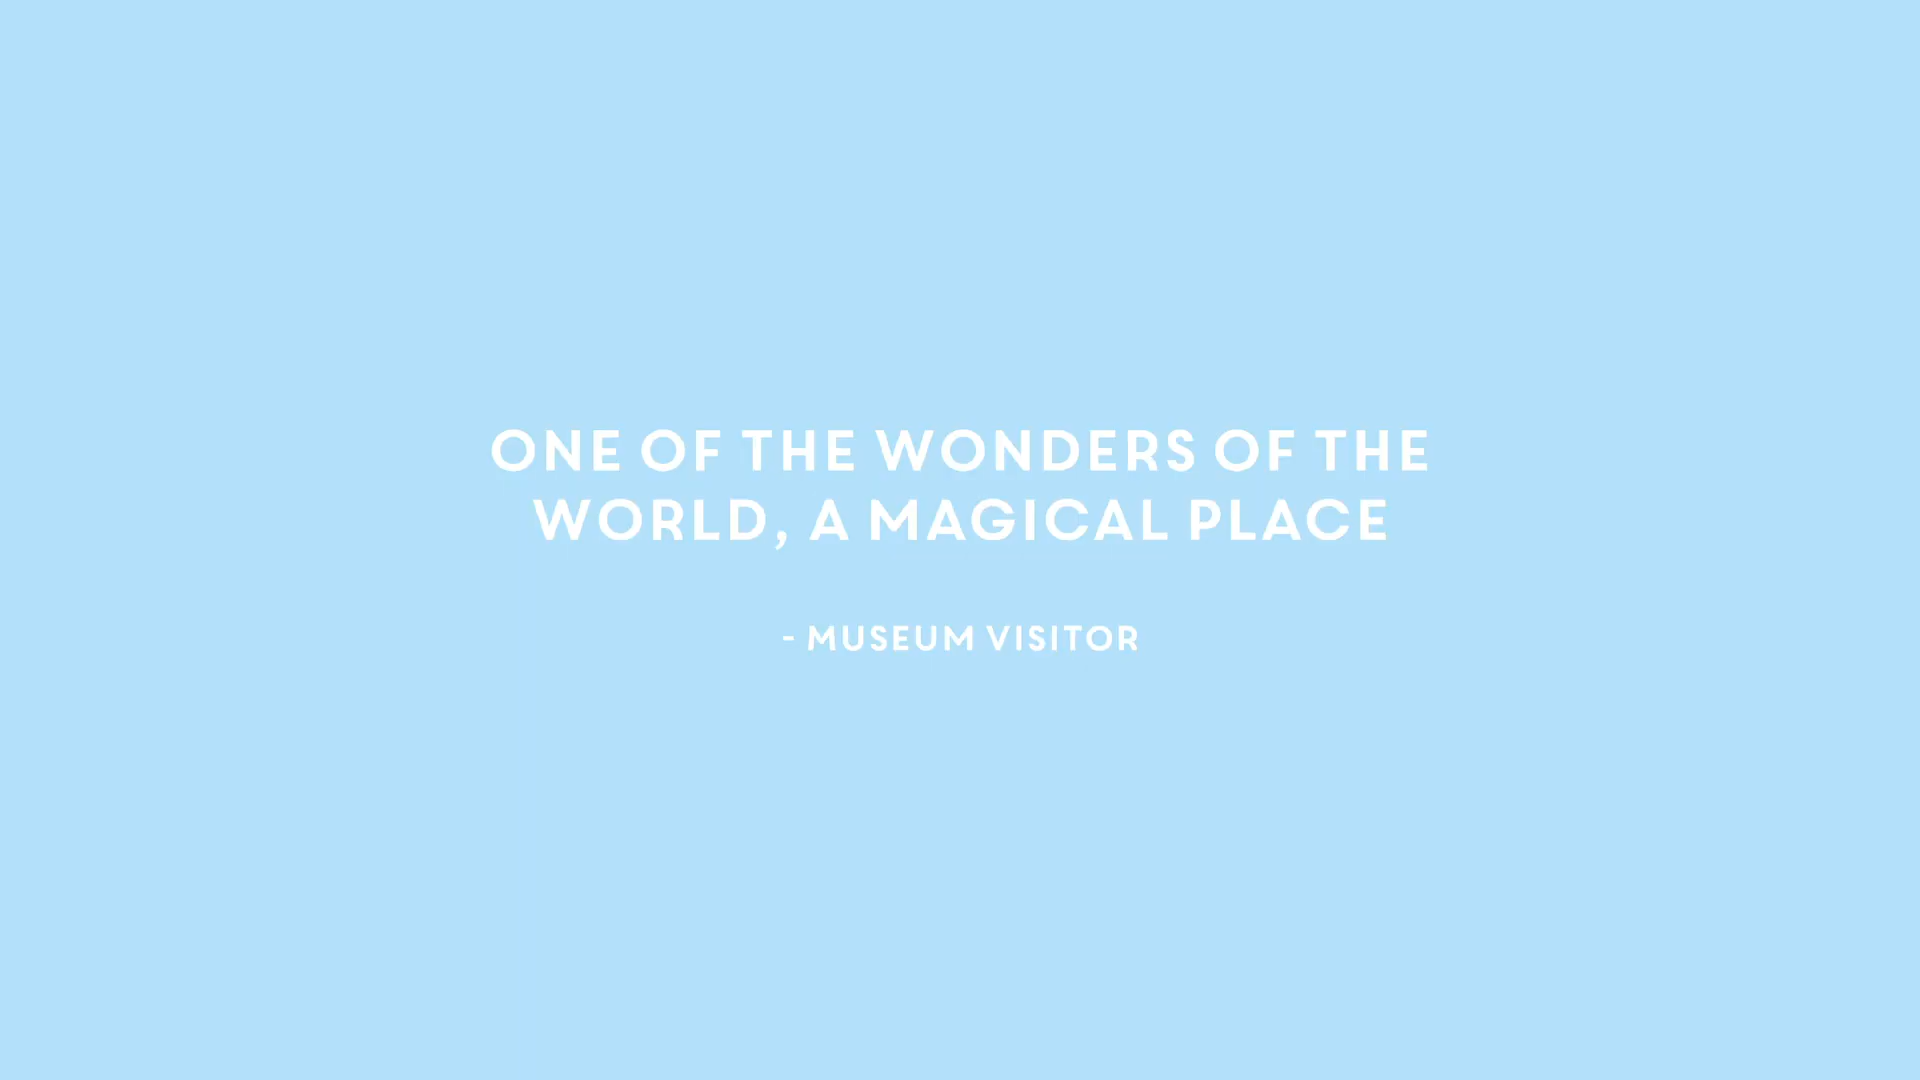 ONE OF THE WONDERS OF THE
WORLD, A MAGICAL PLACE
- MUSEUM VISITOR